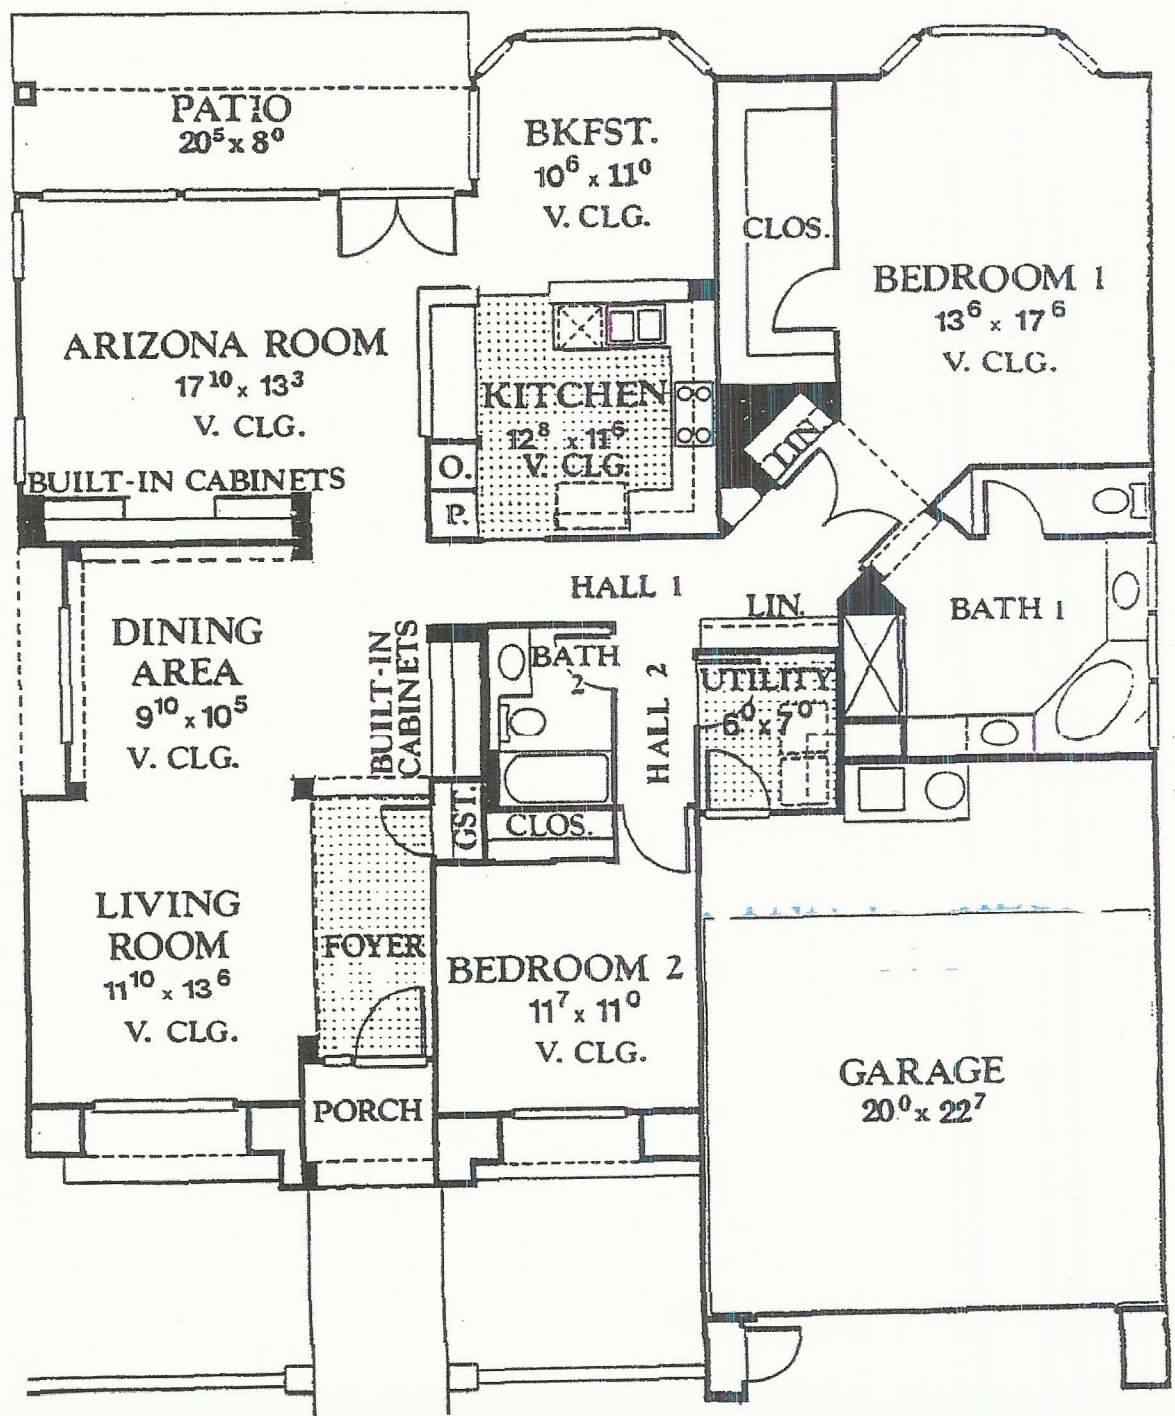 PATIO
20⁵ x 8⁰
BKFST.
10⁶ x 11⁰
V. CLG.
CLOS.
BEDROOM 1
13⁶ x 17⁶
V. CLG.
ARIZONA ROOM
17¹⁰ x 13³
V. CLG.
KITCHEN
12⁸ x 11⁶
V. CLG.
LIN.
BUILT-IN CABINETS
O.
P.
HALL 1
LIN.
BATH 1
DINING
AREA
9¹⁰ x 10⁵
V. CLG.
BUILT-IN
CABINETS
BATH
2
HALL 2
UTILITY
6⁰ x 7⁰
GST.
CLOS.
LIVING
ROOM
11¹⁰ x 13⁶
V. CLG.
FOYER
BEDROOM 2
11⁷ x 11⁰
V. CLG.
GARAGE
20⁰ x 22⁷
PORCH